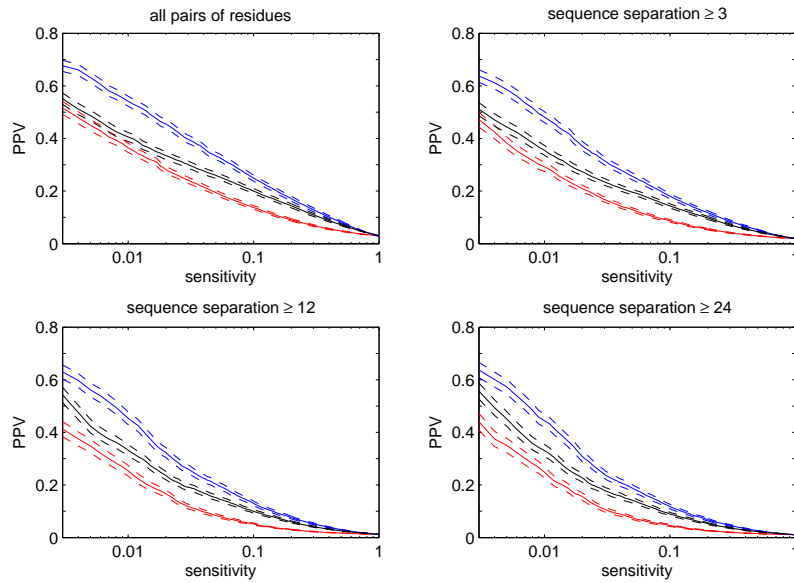 all pairs of residues
0.8
0.6
0.4
0.2
0
PPV
0.01
0.1
1
sensitivity
sequence separation ≥ 3
0.8
0.6
0.4
0.2
0
PPV
0.01
0.1
1
sensitivity
sequence separation ≥ 12
0.8
0.6
0.4
0.2
0
PPV
0.01
0.1
1
sensitivity
sequence separation ≥ 24
0.8
0.6
0.4
0.2
0
PPV
0.01
0.1
1
sensitivity